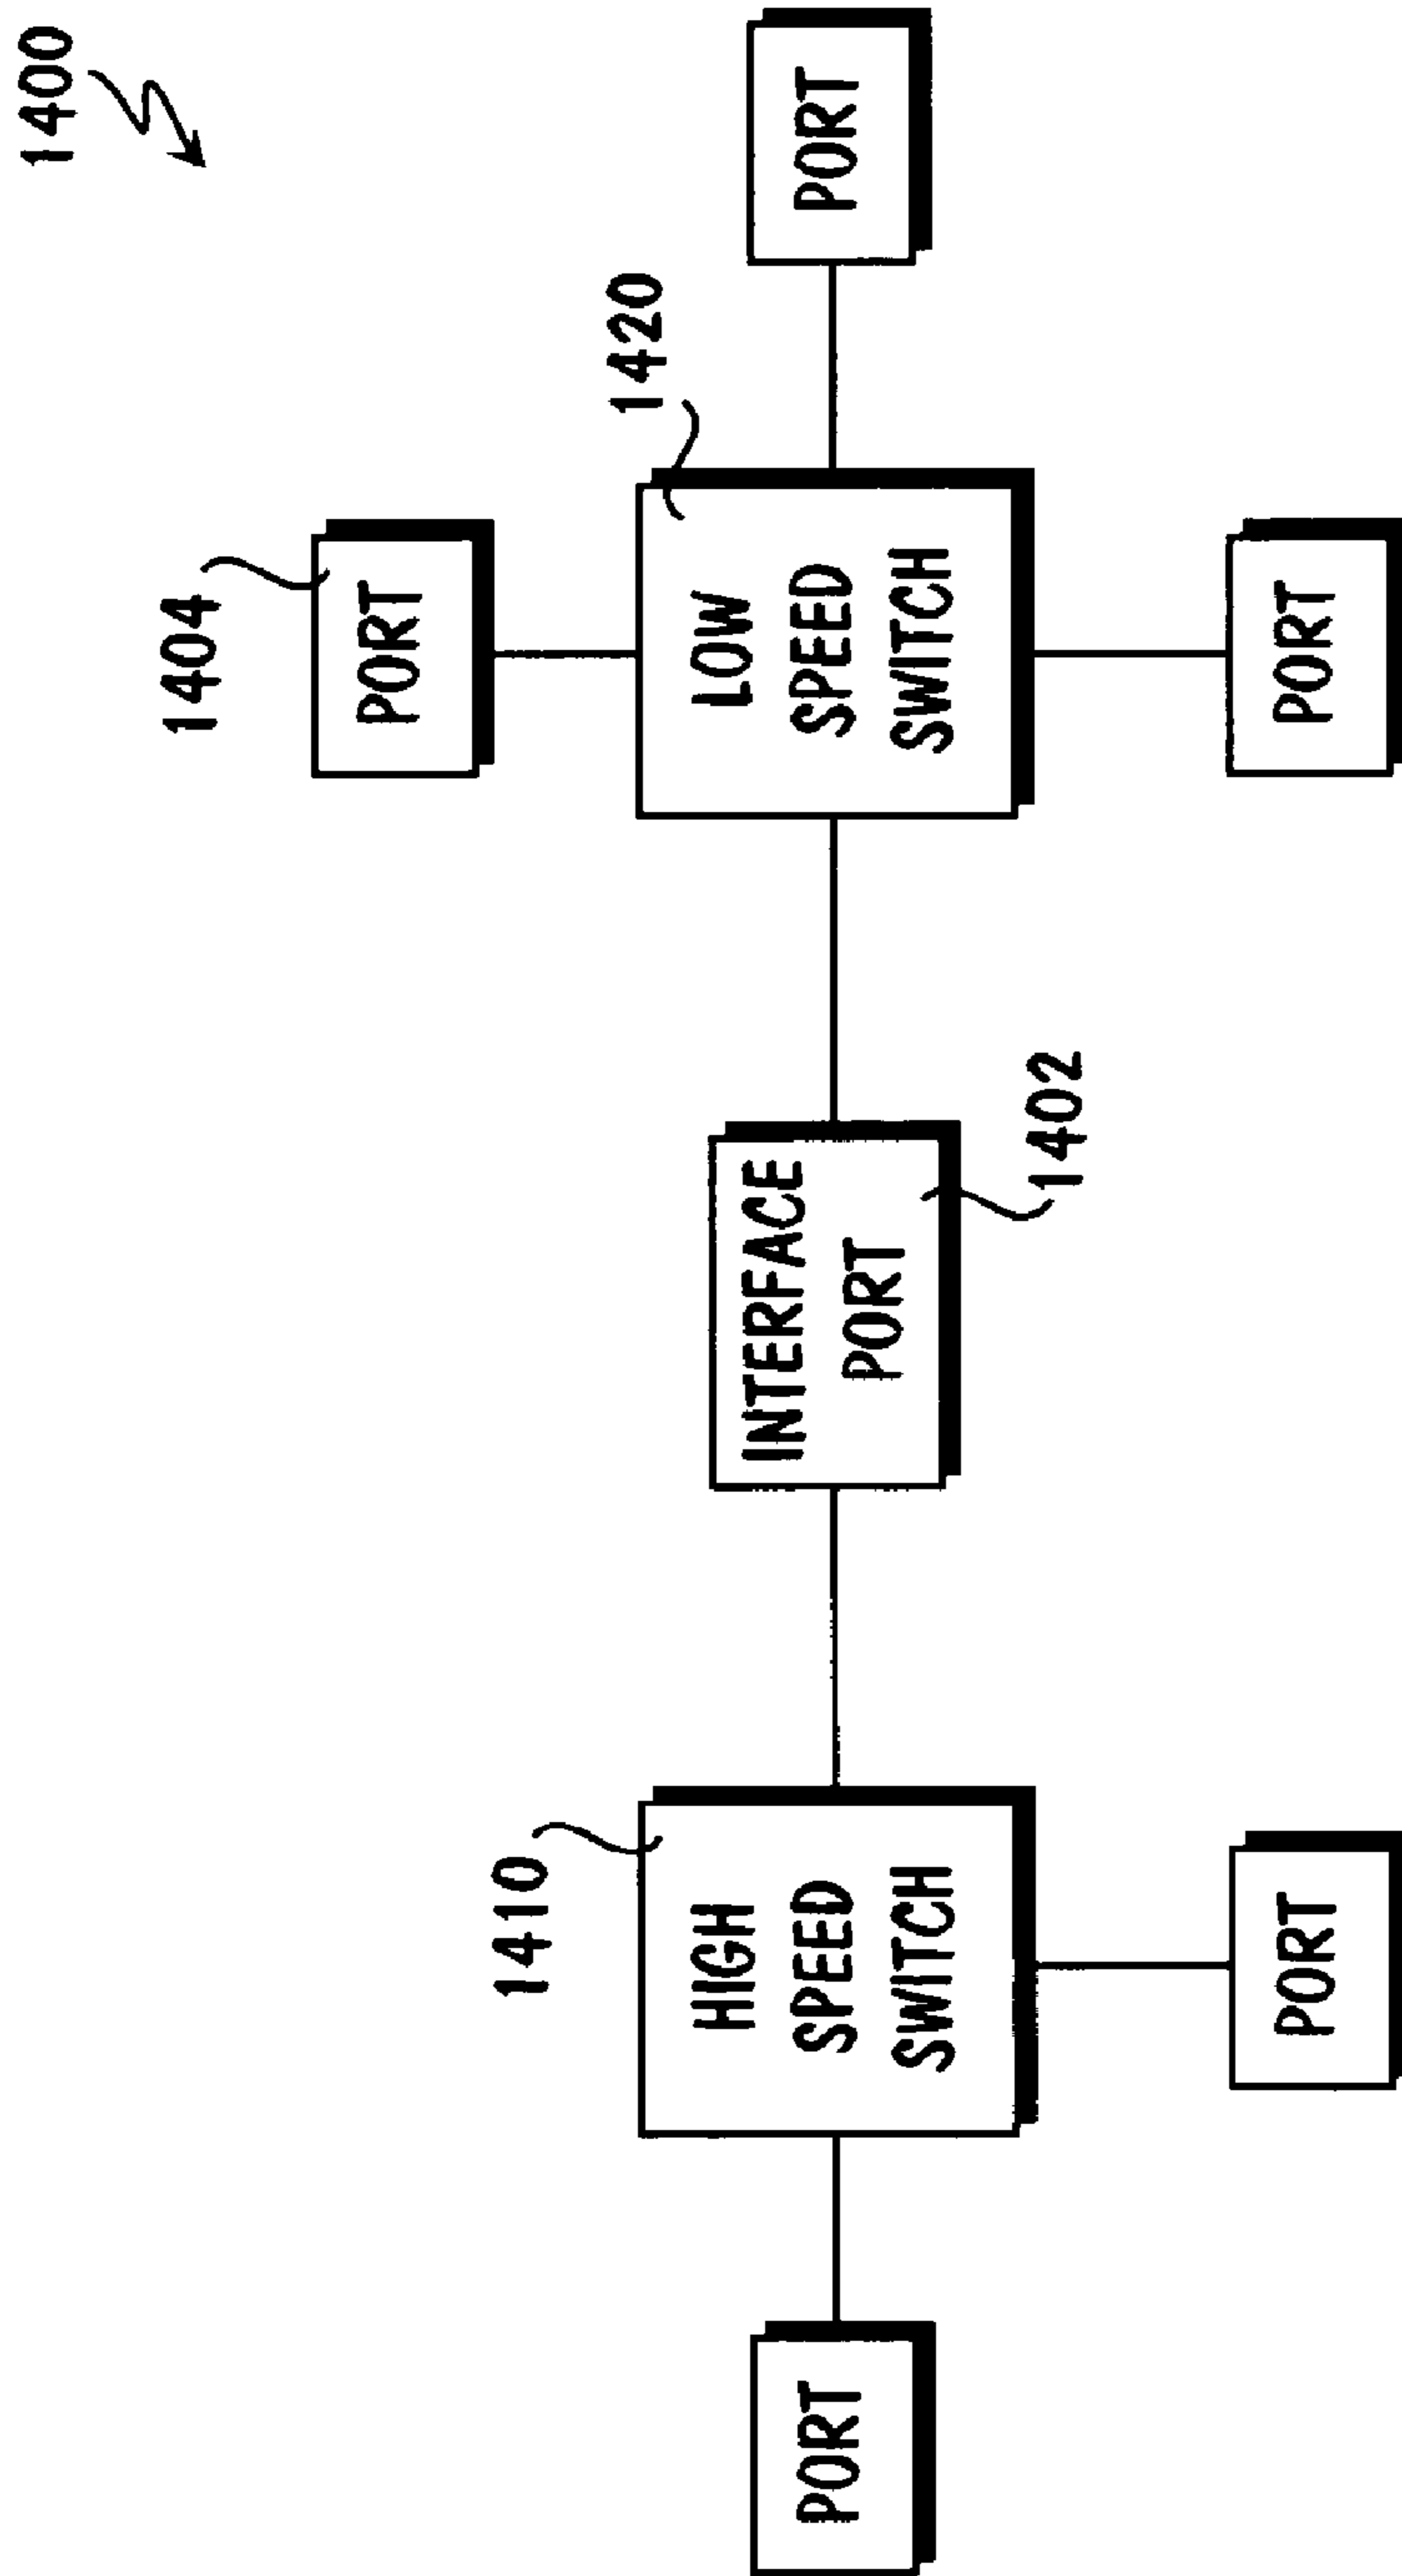 1400
1404
PORT
1420
LOW
SPEED
SWITCH
PORT
PORT
INTERFACE
PORT
1402
1410
HIGH
SPEED
SWITCH
PORT
PORT